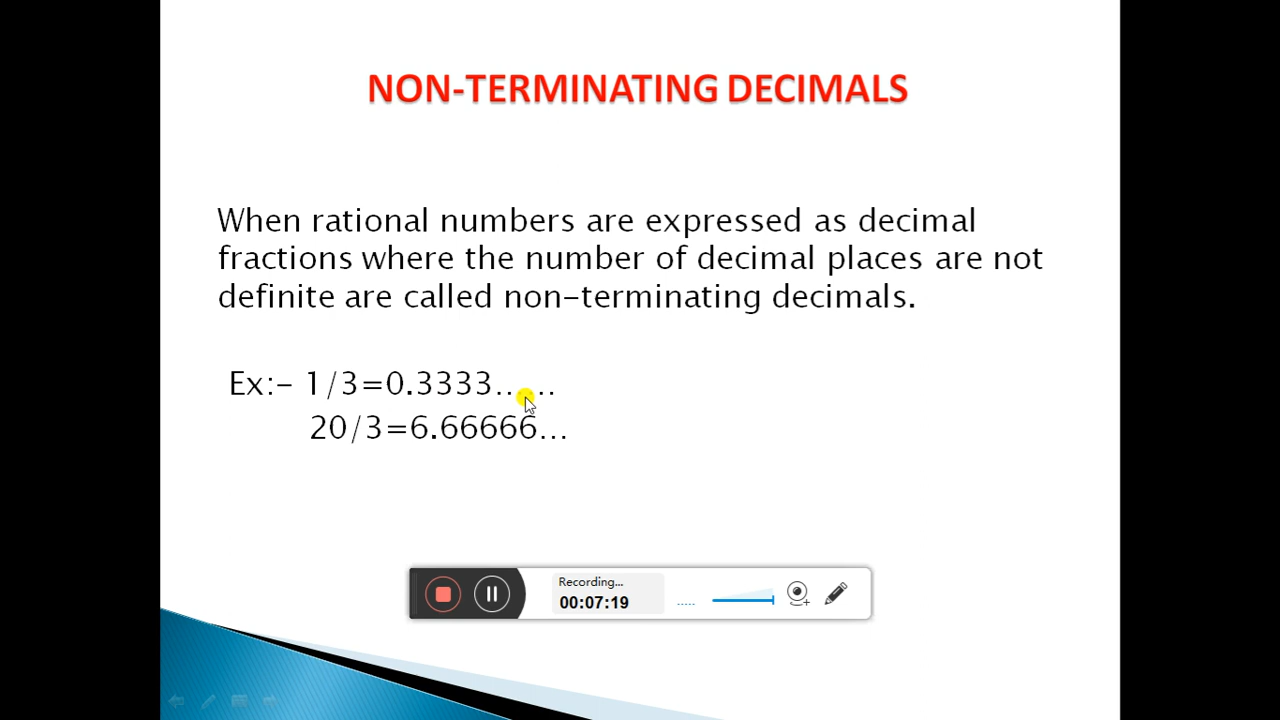 NON-TERMINATING DECIMALS
When rational numbers are expressed as decimal
fractions where the number of decimal places are not
definite are called non-terminating decimals.
Ex:- 1/3=0.3333......
20/3=6.66666...
Recording...
00:07:19